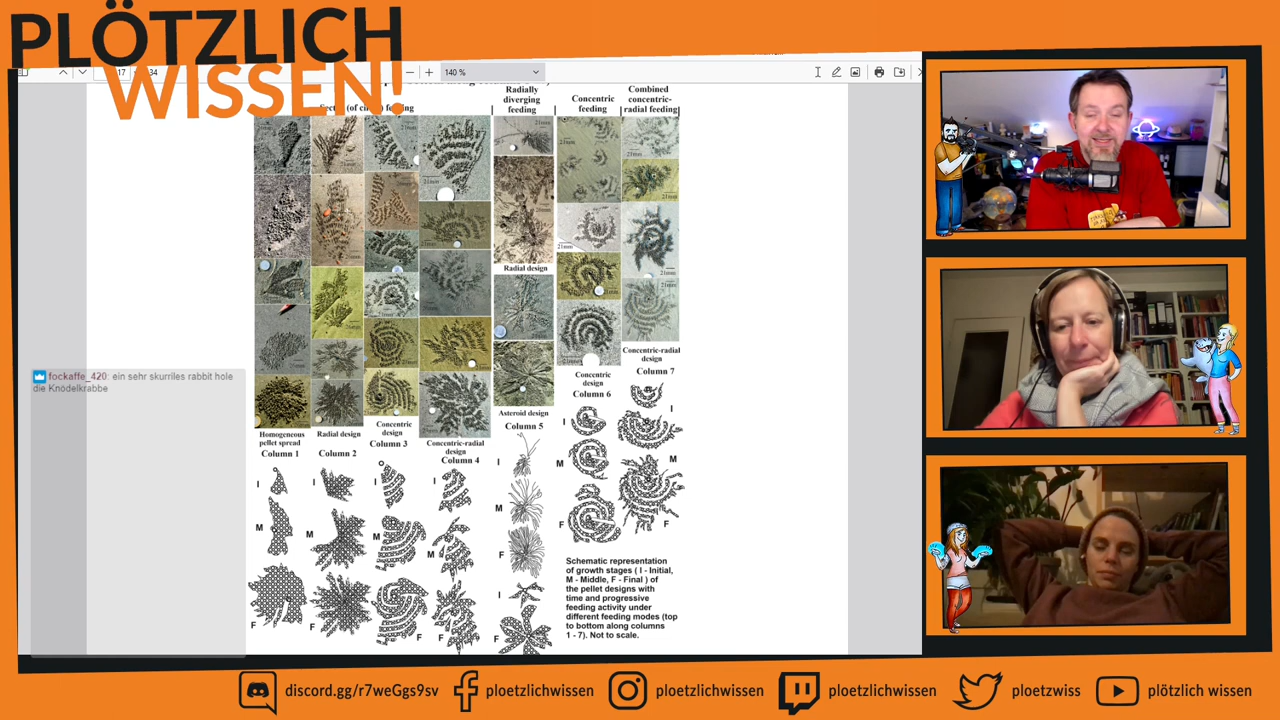 PLÖTZLICH
WISSEN!
17
34
140 %
feeding
Radially
diverging
feeding
Concentric
feeding
Combined
concentric-
radial feeding
Radial design
Concentric-radial
design
Column 7
Concentric
design
Column 6
Asteroid design
Column 5
Homogeneous
pellet spread
Column 1
Radial design
Column 2
Concentric
design
Column 3
Concentric-radial
design
Column 4
I
M
F
I
M
F
I
M
F
I
M
F
I
M
F
I
F
I
M
F
I
M
F
Schematic representation
of growth stages ( I - Initial,
M - Middle, F - Final ) of
the pellet designs with
time and progressive
feeding activity under
different feeding modes (top
to bottom along columns
1 - 7). Not to scale.
fockaffe_420: ein sehr skurriles rabbit hole
die Knödelkrabbe
discord.gg/r7weGgs9sv
ploetzlichwissen
ploetzlichwissen
ploetzlichwissen
ploetzwiss
plötzlich wissen